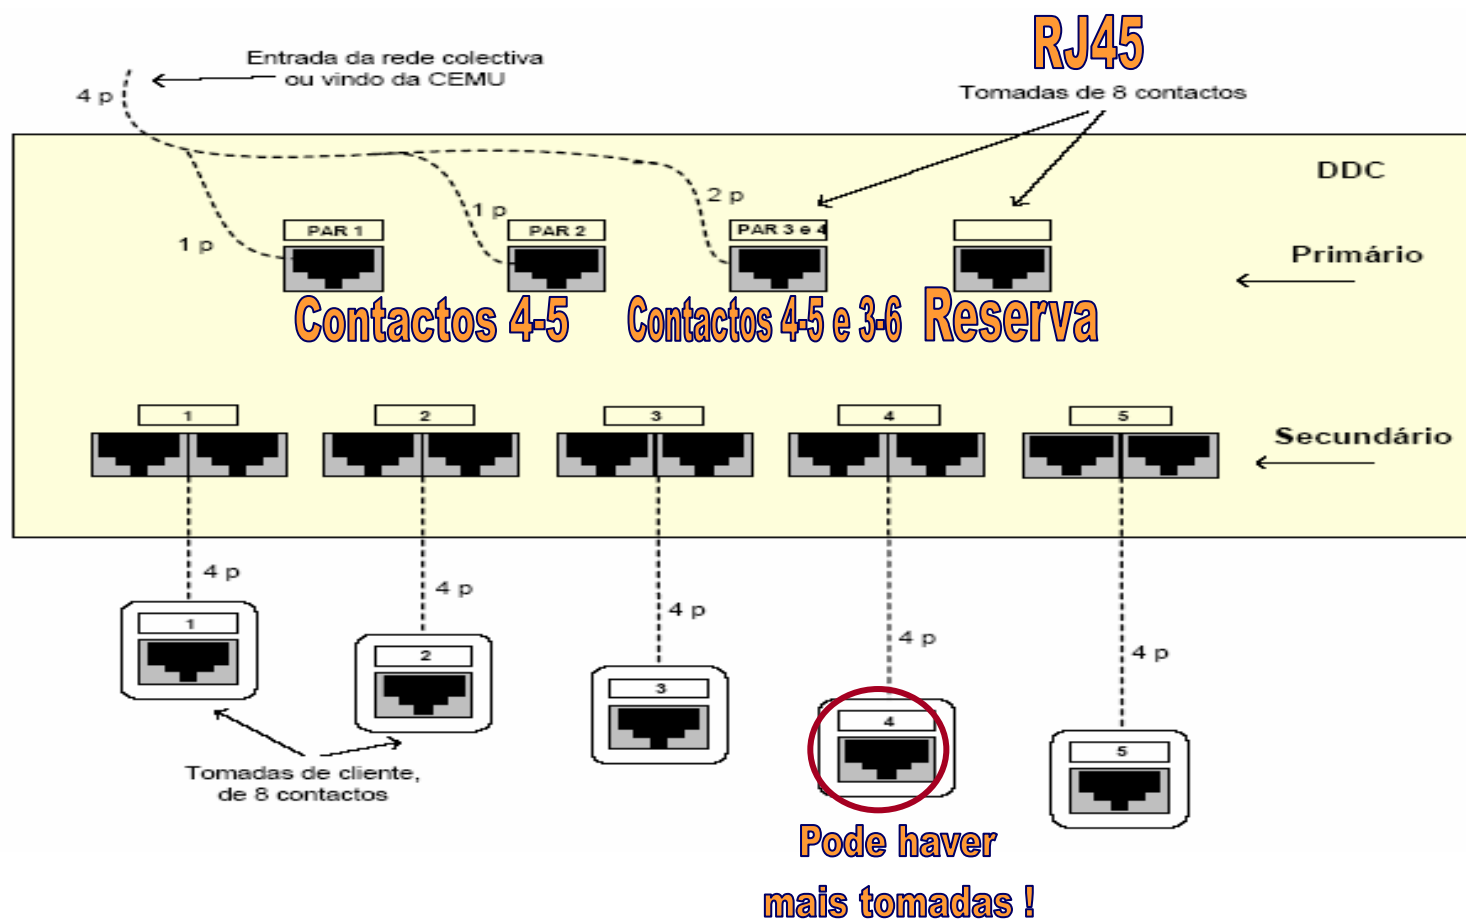 RJ45
Entrada da rede colectiva
ou vindo da CEMU
Tomadas de 8 contactos
4 p
DDC
1 p
1 p
2 p
PAR 1
PAR 2
PAR 3 e 4
Primário
Contactos 4-5
Contactos 4-5 e 3-6
Reserva
1
2
3
4
5
Secundário
4 p
4 p
4 p
4 p
4 p
1
2
3
4
5
Tomadas de cliente,
de 8 contactos
Pode haver
mais tomadas !